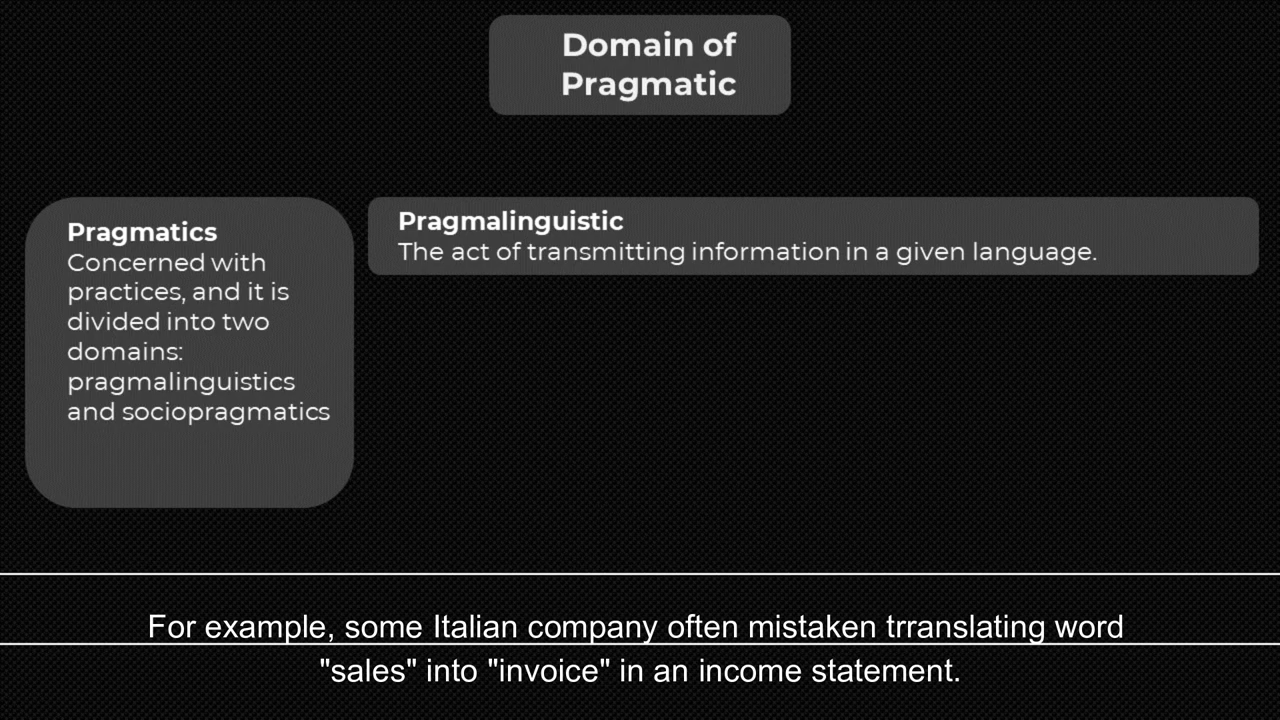 Domain of
Pragmatic
Pragmatics
Concerned with
practices, and it is
divided into two
domains:
pragmalinguistics
and sociopragmatics
Pragmalinguistic
The act of transmitting information in a given language.
For example, some Italian company often mistaken trranslating word
"sales" into "invoice" in an income statement.